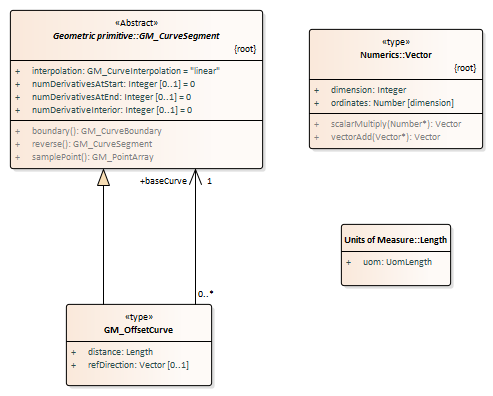 «Abstract»
Geometric primitive::GM_CurveSegment
{root}
+ interpolation: GM_CurveInterpolation = "linear"
+ numDerivativesAtStart: Integer [0..1] = 0
+ numDerivativesAtEnd: Integer [0..1] = 0
+ numDerivativeInterior: Integer [0..1] = 0
+ boundary(): GM_CurveBoundary
+ reverse(): GM_CurveSegment
+ samplePoint(): GM_PointArray
«type»
Numerics::Vector
{root}
+ dimension: Integer
+ ordinates: Number [dimension]
+ scalarMultiply(Number*): Vector
+ vectorAdd(Vector*): Vector
+baseCurve 1
0..*
Units of Measure::Length
+ uom: UomLength
«type»
GM_OffsetCurve
+ distance: Length
+ refDirection: Vector [0..1]